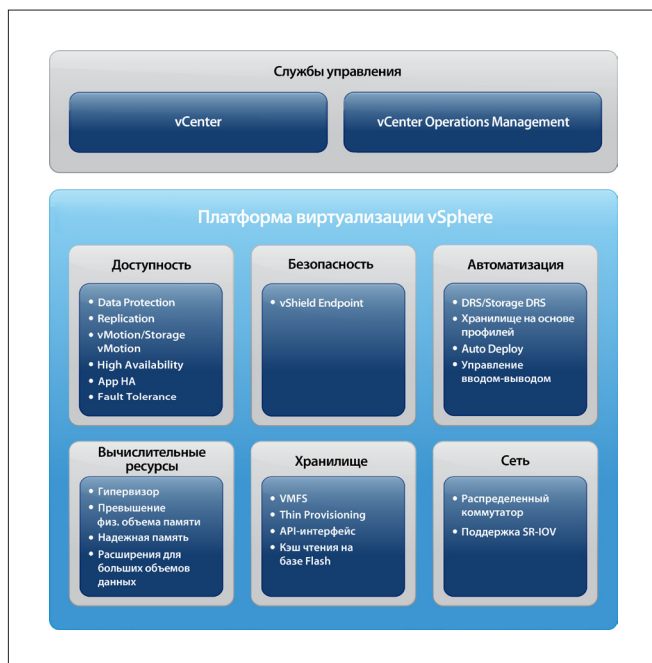 Службы управления
vCenter
vCenter Operations Management
Платформа виртуализации vSphere
Доступность
• Data Protection
• Replication
• vMotion/Storage
vMotion
• High Availability
• App HA
• Fault Tolerance
Безопасность
• vShield Endpoint
Автоматизация
• DRS/Storage DRS
• Хранилище на основе
профилей
• Auto Deploy
• Управление
вводом-выводом
Вычислительные
ресурсы
• Гипервизор
• Превышение
физ. объема памяти
• Надежная память
• Расширения для
больших объемов
данных
Хранилище
• VMFS
• Thin Provisioning
• API-интерфейс
• Кэш чтения на
базе Flash
Сеть
• Распределенный
коммутатор
• Поддержка SR-IOV